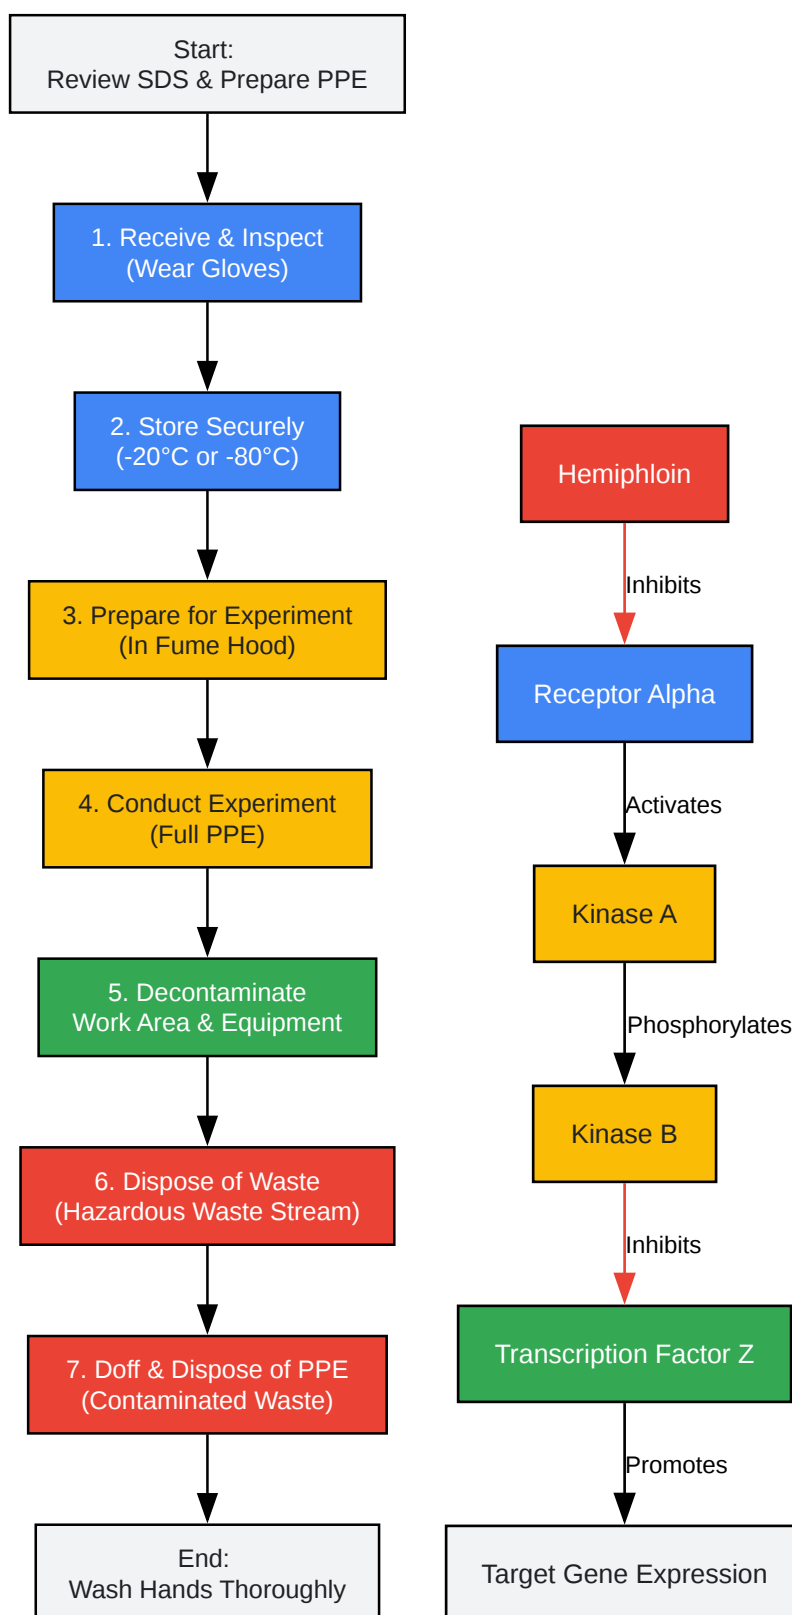 Start:
Review SDS & Prepare PPE
1. Receive & Inspect
(Wear Gloves)
2. Store Securely
(-20°C or -80°C)
3. Prepare for Experiment
(In Fume Hood)
4. Conduct Experiment
(Full PPE)
5. Decontaminate
Work Area & Equipment
6. Dispose of Waste
(Hazardous Waste Stream)
7. Doff & Dispose of PPE
(Contaminated Waste)
End:
Wash Hands Thoroughly
Hemiphloin
Inhibits
Receptor Alpha
Activates
Kinase A
Phosphorylates
Kinase B
Inhibits
Transcription Factor Z
Promotes
Target Gene Expression